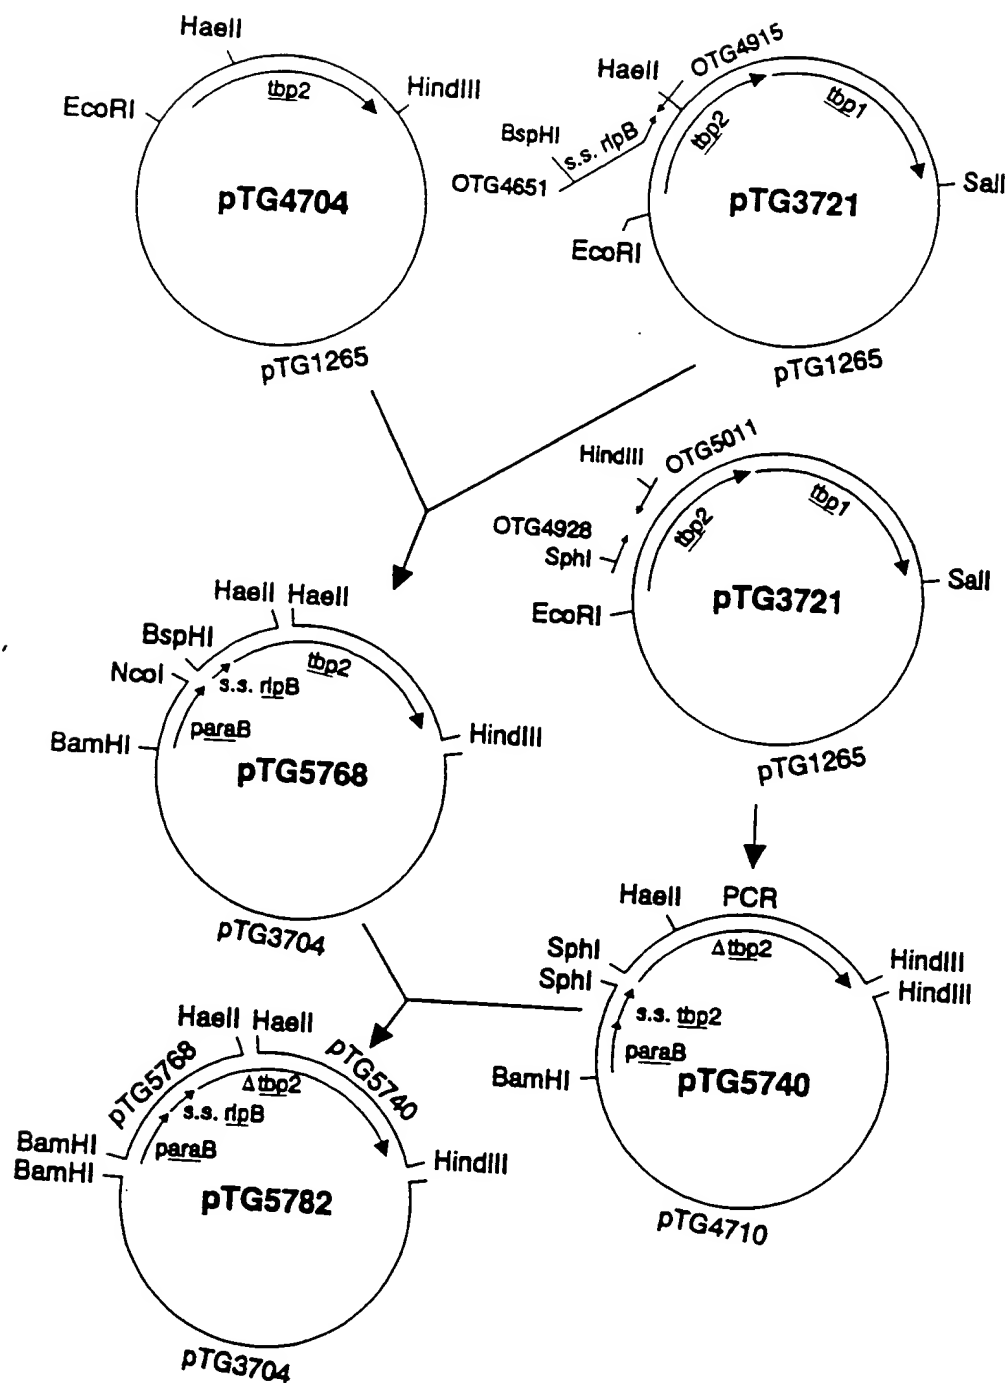 HaeII
EcoRI
tbp2
HindIII
pTG4704
pTG1265
OTG4915
HaeII
BspHI
s.s. rlpB
OTG4651
tbp2
tbp1
SalI
pTG3721
EcoRI
pTG1265
HindIII
OTG5011
OTG4928
SphI
tbp2
tbp1
EcoRI
SalI
pTG3721
pTG1265
HaeII HaeII
BspHI
NcoI
tbp2
s.s. rlpB
paraB
BamHI
HindIII
pTG5768
pTG3704
PCR
HaeII
SphI
SphI
Δ tbp2
HindIII
HindIII
s.s. tbp2
paraB
BamHI
pTG5740
pTG4710
HaeII HaeII
pTG5768
pTG5740
Δ tbp2
s.s. rlpB
paraB
BamHI
BamHI
HindIII
pTG5782
pTG3704